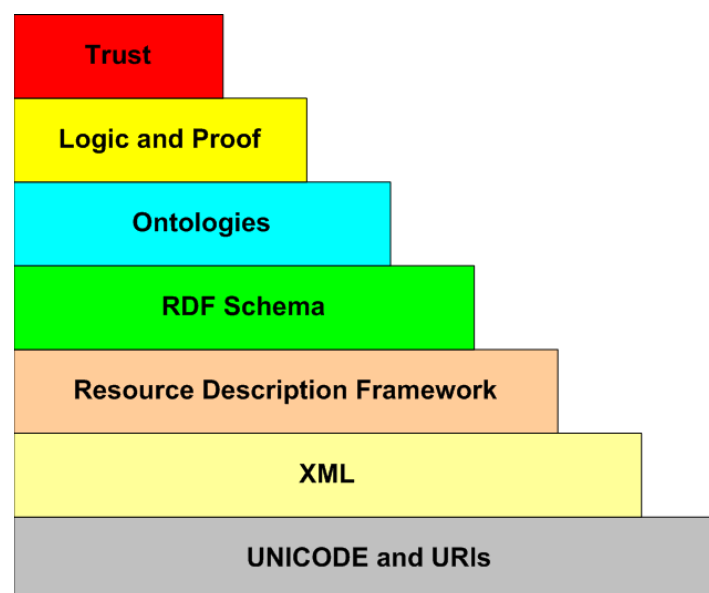 Trust
Logic and Proof
Ontologies
RDF Schema
Resource Description Framework
XML
UNICODE and URIs